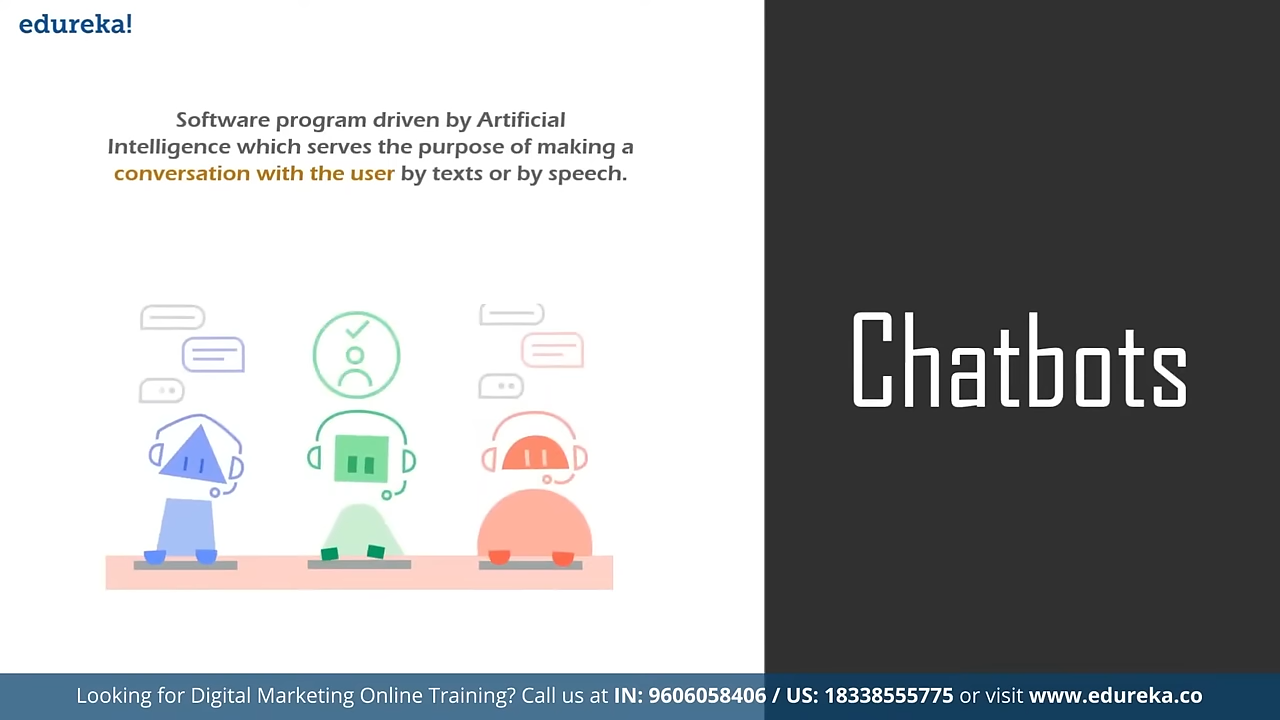 edureka!
Software program driven by Artificial
Intelligence which serves the purpose of making a
conversation with the user by texts or by speech.
Chatbots
Looking for Digital Marketing Online Training? Call us at IN: 9606058406 / US: 18338555775 or visit www.edureka.co